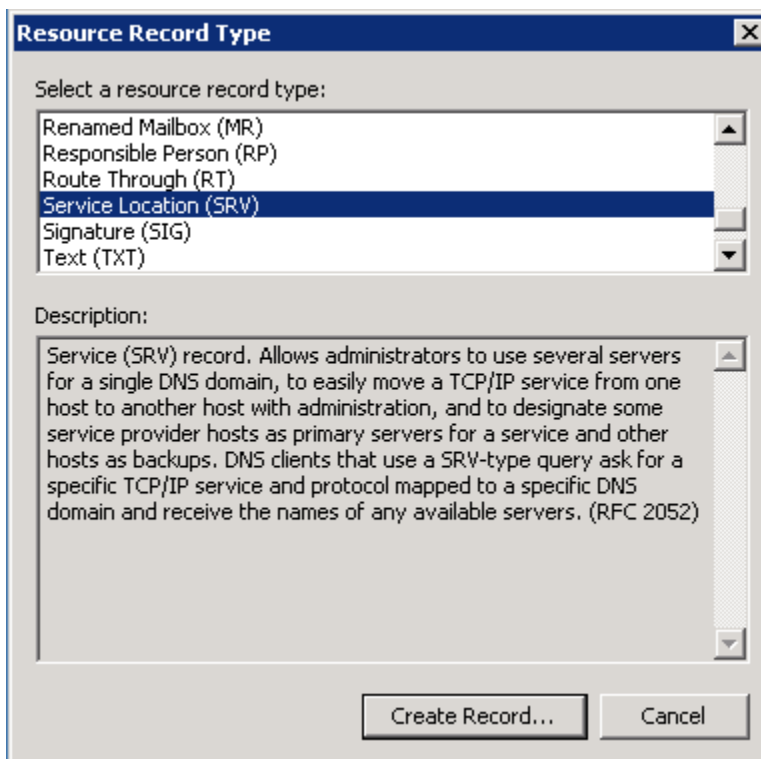 Resource Record Type
Select a resource record type:
Renamed Mailbox (MR)
Responsible Person (RP)
Route Through (RT)
Service Location (SRV)
Signature (SIG)
Text (TXT)
Description:
Service (SRV) record. Allows administrators to use several servers
for a single DNS domain, to easily move a TCP/IP service from one
host to another host with administration, and to designate some
service provider hosts as primary servers for a service and other
hosts as backups. DNS clients that use a SRV-type query ask for a
specific TCP/IP service and protocol mapped to a specific DNS
domain and receive the names of any available servers. (RFC 2052)
Create Record...
Cancel